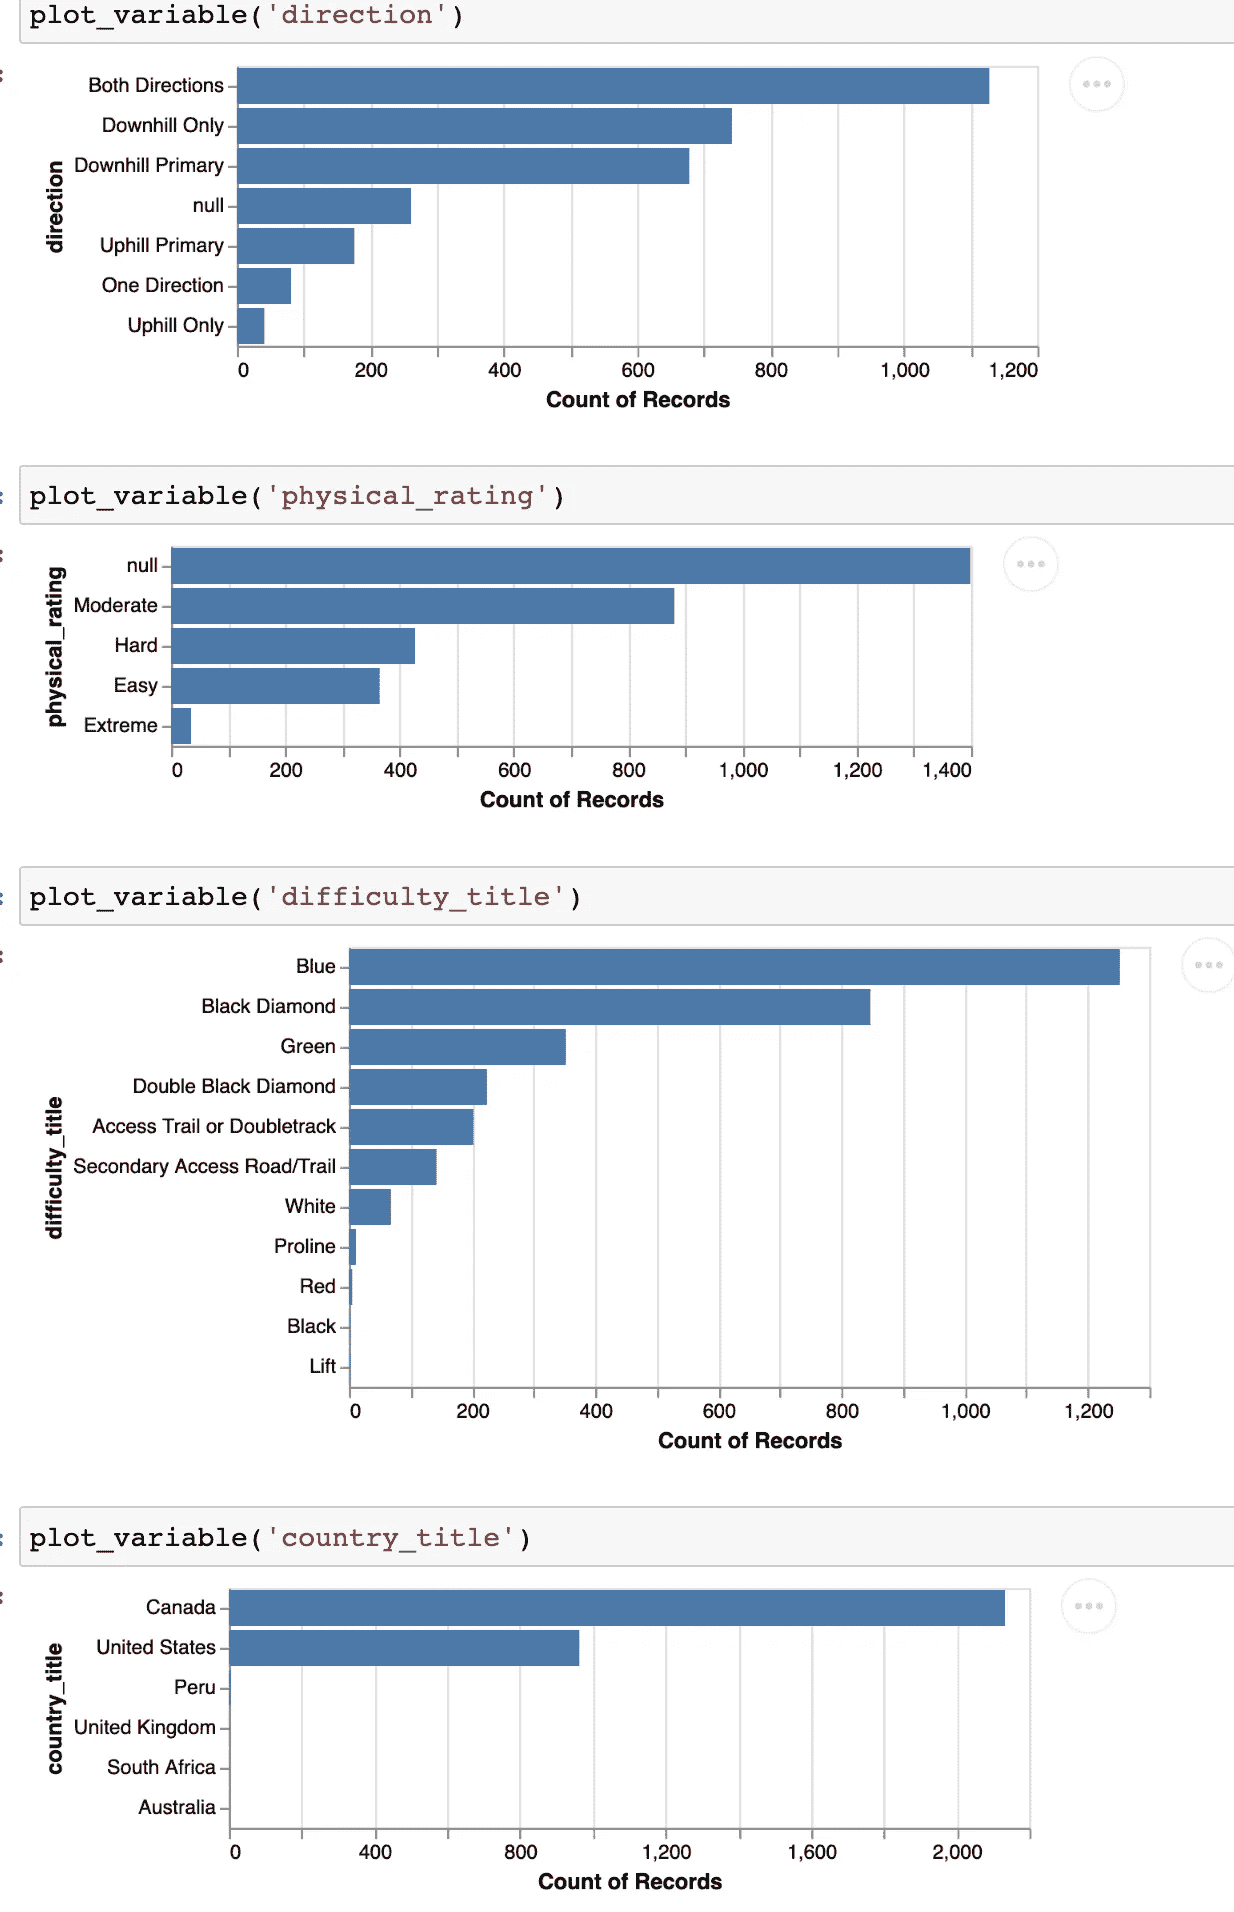 plot_variable('direction')
Both Directions
Downhill Only
Downhill Primary
null
Uphill Primary
One Direction
Uphill Only
direction
0 200 400 600 800 1,000 1,200
Count of Records
plot_variable('physical_rating')
null
Moderate
Hard
Easy
Extreme
physical_rating
0 200 400 600 800 1,000 1,200 1,400
Count of Records
plot_variable('difficulty_title')
Blue
Black Diamond
Green
Double Black Diamond
Access Trail or Doubletrack
Secondary Access Road/Trail
White
Proline
Red
Black
Lift
difficulty_title
0 200 400 600 800 1,000 1,200
Count of Records
plot_variable('country_title')
Canada
United States
Peru
United Kingdom
South Africa
Australia
country_title
0 400 800 1,200 1,600 2,000
Count of Records